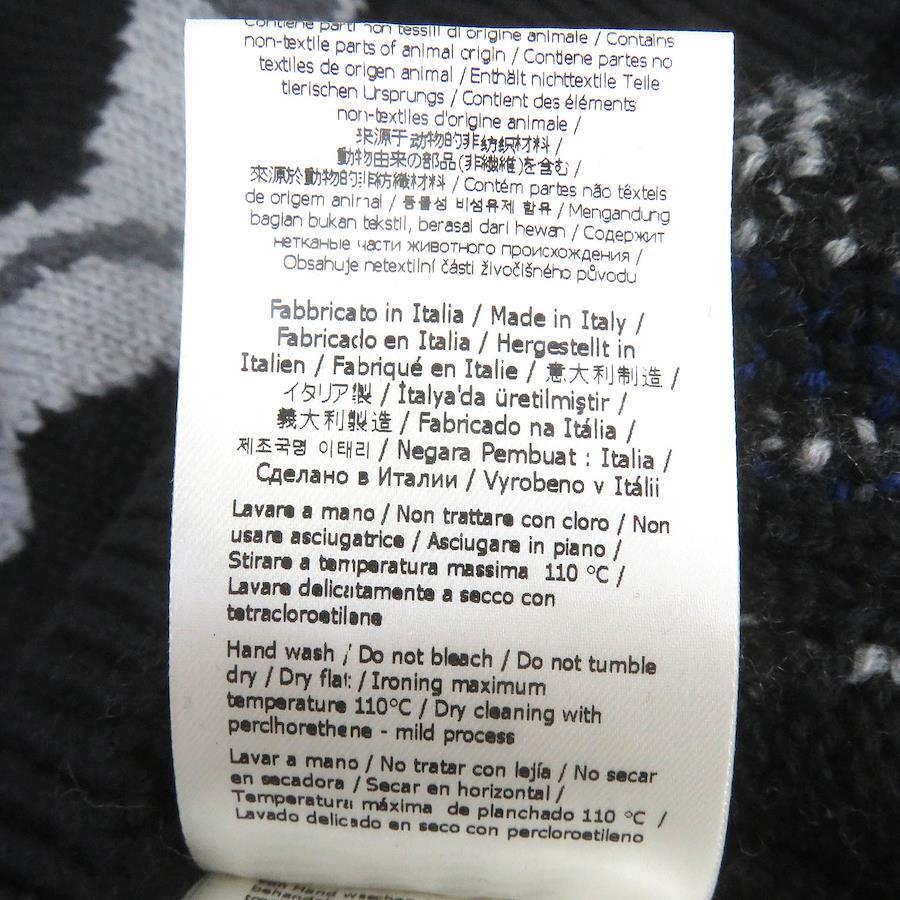 Contiene parti non tessili di origine animale / Contains
non-textile parts of animal origin / Contiene partes no
textiles de origen animal / Enthält nichttextile Teile
tierischen Ursprungs / Contient des éléments
non-textiles d'origine animale /
来源于动物的非纺织材料 /
動物由来の部品(非繊維)を含む /
來源於動物的非紡織材料 / Contém partes não têxteis
de origem animal / 동물성 비섬유제 함유 / Mengandung
bagian bukan tekstil, berasal dari hewan / Содержит
нетканые части животного происхождения /
Obsahuje netextilní části živočišného původu
Fabbricato in Italia / Made in Italy /
Fabricado en Italia / Hergestellt in
Italien / Fabriqué en Italie / 意大利制造 /
イタリア製 / İtalya'da üretilmiştir /
義大利製造 / Fabricado na Itália /
제조국명 이태리 / Negara Pembuat : Italia /
Сделано в Италии / Vyrobeno v Itálii
Lavare a mano / Non trattare con cloro / Non
usare asciugatrice / Asciugare in piano /
Stirare a temperatura massima 110 °C /
Lavare delicatamente a secco con
tetracloroetilene
Hand wash / Do not bleach / Do not tumble
dry / Dry flat / Ironing maximum
temperature 110°C / Dry cleaning with
perclhorethene - mild process
Lavar a mano / No tratar con lejía / No secar
en secadora / Secar en horizontal /
Temperatura máxima de planchado 110 °C /
Lavado delicado en seco con percloroetileno